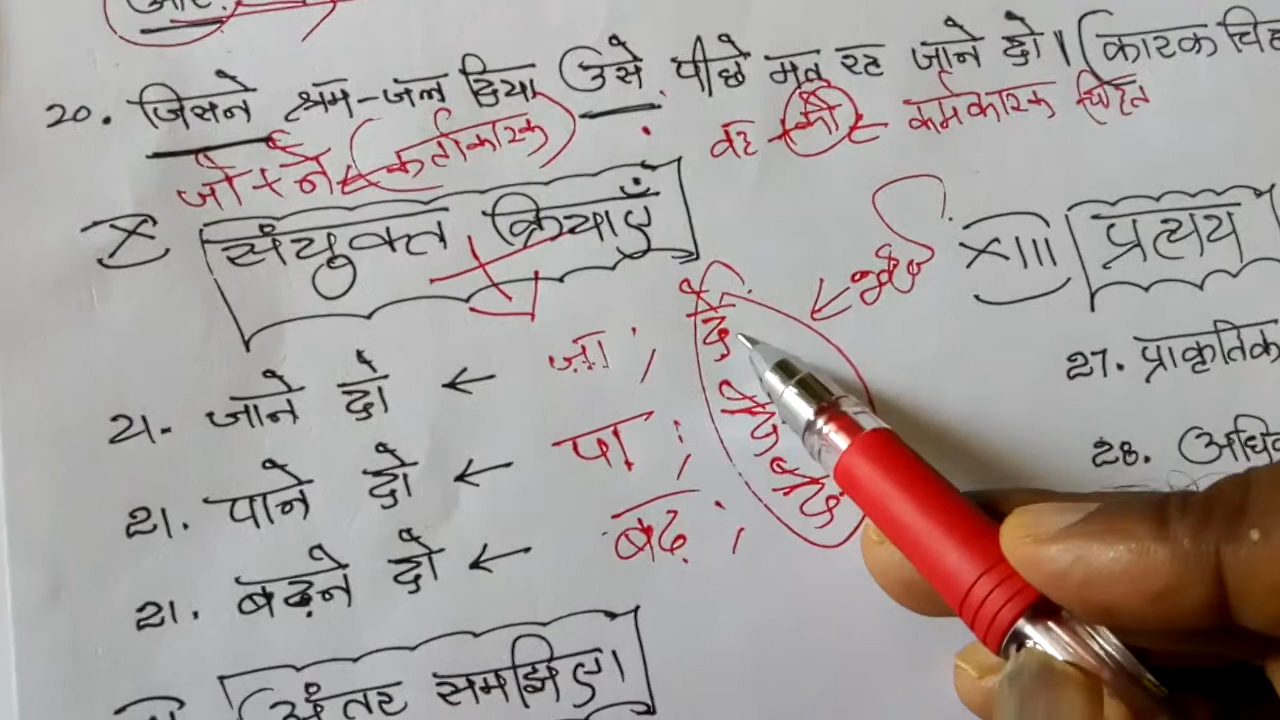 और
20. जिसने श्रम-जल दिया उसे पीछे मत रह जाने दो। (कारक चिह
जो + ने ← (कर्ताकारक) वह + को ← कर्मकारक चिह्न
X संयुक्त क्रियाएँ
XIII प्रत्यय
21. जाने दो ← जा ;
21. पाने दो ← पा ;
21. बढ़ने दो ← बढ़ ;
27. प्राकृतिक
28. अधिक
अंतर समझिए।